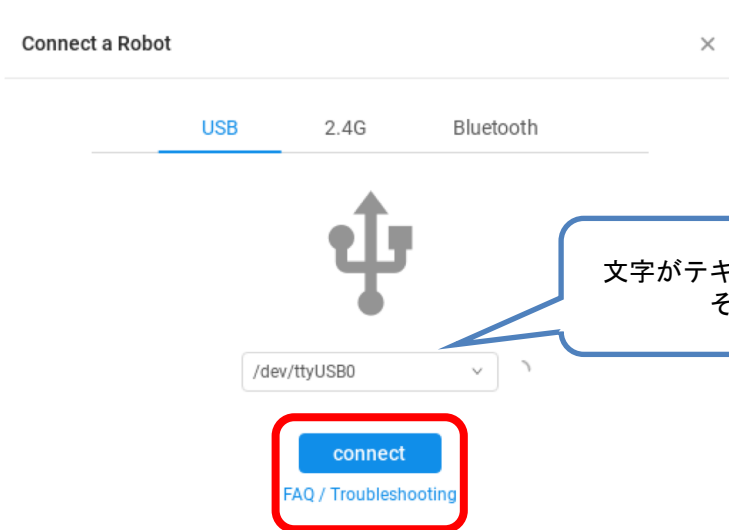 Connect a Robot
USB 2.4G Bluetooth
文字がテキ
そ
/dev/ttyUSB0
connect
FAQ / Troubleshooting